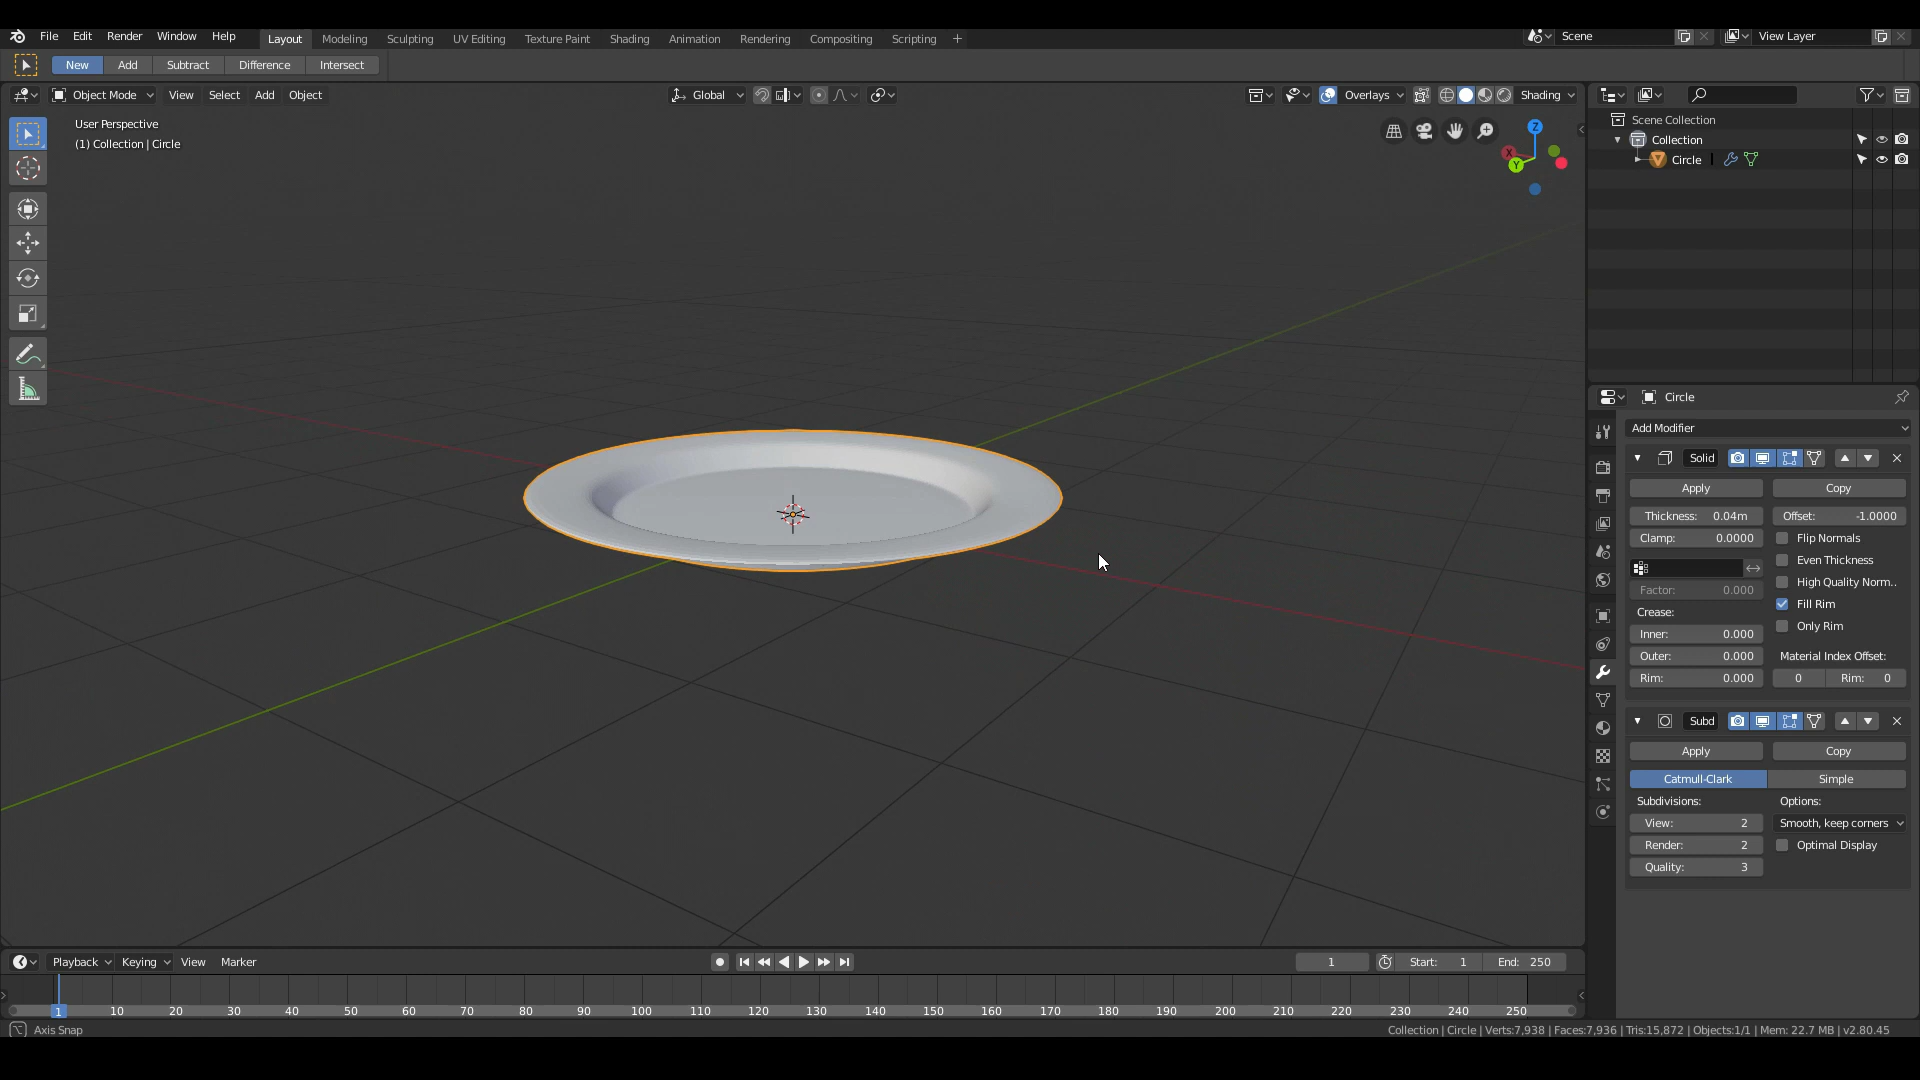 File Edit Render Window Help Layout Modeling Sculpting UV Editing Texture Paint Shading Animation Rendering Compositing Scripting + Scene View Layer
New Add Subtract Difference Intersect
Object Mode View Select Add Object Global Overlays Shading
User Perspective
(1) Collection | Circle
Z
X
Y
Scene Collection
Collection
Circle
Circle
Add Modifier
Solid
Apply Copy
Thickness: 0.04m Offset: -1.0000
Clamp: 0.0000 Flip Normals
Even Thickness
High Quality Norm..
Factor: 0.000
Fill Rim
Crease:
Only Rim
Inner: 0.000
Outer: 0.000 Material Index Offset:
Rim: 0.000 0 Rim: 0
Subd
Apply Copy
Catmull-Clark Simple
Subdivisions: Options:
View: 2 Smooth, keep corners
Render: 2 Optimal Display
Quality: 3
Playback Keying View Marker 1 Start: 1 End: 250
1 10 20 30 40 50 60 70 80 90 100 110 120 130 140 150 160 170 180 190 200 210 220 230 240 250
Axis Snap Collection | Circle | Verts:7,938 | Faces:7,936 | Tris:15,872 | Objects:1/1 | Mem: 22.7 MB | v2.80.45